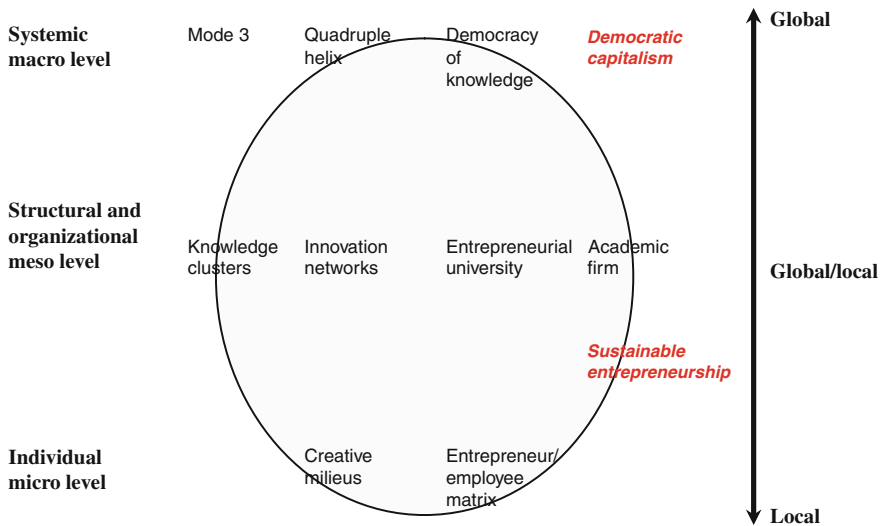 Systemic
macro level
Mode 3
Quadruple
helix
Democracy
of
knowledge
Democratic
capitalism
Global
Structural and
organizational
meso level
Knowledge
clusters
Innovation
networks
Entrepreneurial
university
Academic
firm
Global/local
Sustainable
entrepreneurship
Individual
micro level
Creative
milieus
Entrepreneur/
employee
matrix
Local